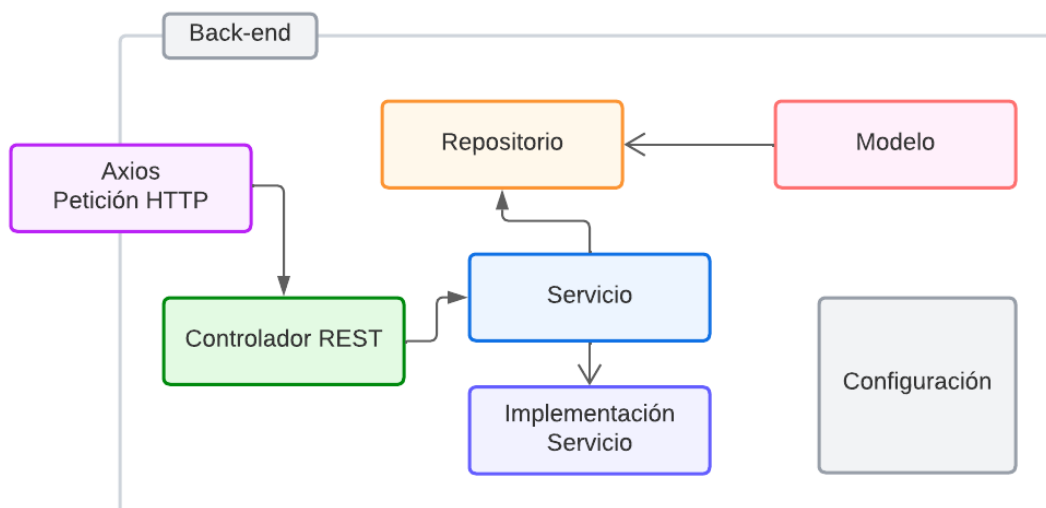 Back-end
Repositorio
Modelo
Axios
Petición HTTP
Servicio
Controlador REST
Configuración
Implementación
Servicio